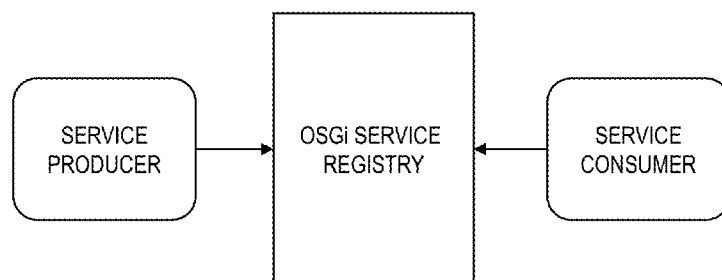 SERVICE
PRODUCER
OSGi SERVICE
REGISTRY
SERVICE
CONSUMER